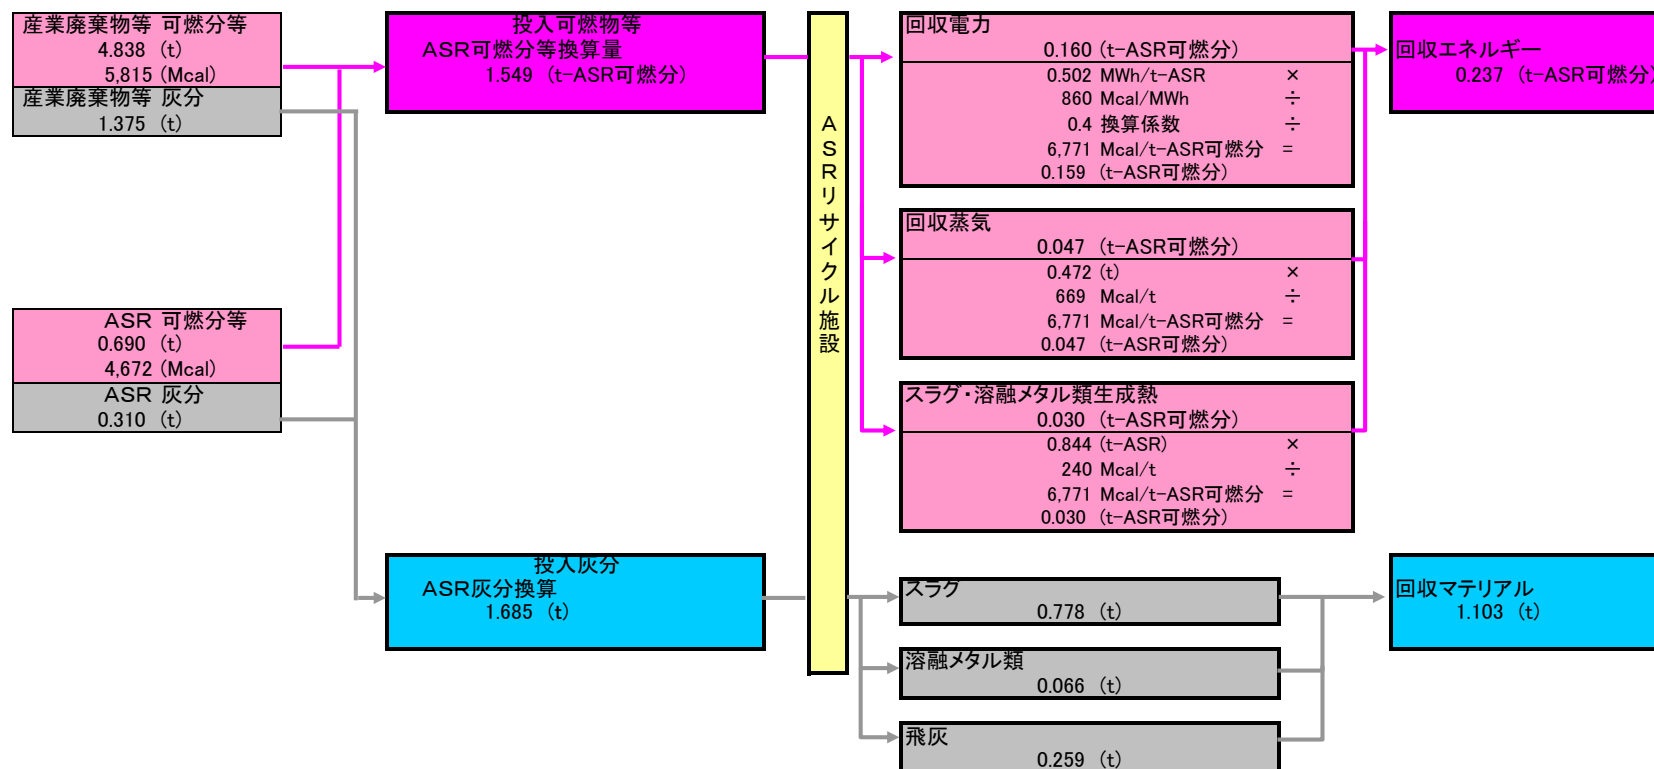 産業廃棄物等 可燃分等
4.838 (t)
5,815 (Mcal)
産業廃棄物等 灰分
1.375 (t)
ASR 可燃分等
0.690 (t)
4,672 (Mcal)
ASR 灰分
0.310 (t)
投入可燃物等
ASR可燃分等換算量
1.549 (t-ASR可燃分)
投入灰分
ASR灰分換算
1.685 (t)
ASRリサイクル施設
回収電力
0.160 (t-ASR可燃分)
0.502 MWh/t-ASR ×
860 Mcal/MWh ÷
0.4 換算係数 ÷
6,771 Mcal/t-ASR可燃分 =
0.159 (t-ASR可燃分)
回収蒸気
0.047 (t-ASR可燃分)
0.472 (t) ×
669 Mcal/t ÷
6,771 Mcal/t-ASR可燃分 =
0.047 (t-ASR可燃分)
スラグ・溶融メタル類生成熱
0.030 (t-ASR可燃分)
0.844 (t-ASR) ×
240 Mcal/t ÷
6,771 Mcal/t-ASR可燃分 =
0.030 (t-ASR可燃分)
スラグ
0.778 (t)
溶融メタル類
0.066 (t)
飛灰
0.259 (t)
回収エネルギー
0.237 (t-ASR可燃分)
回収マテリアル
1.103 (t)